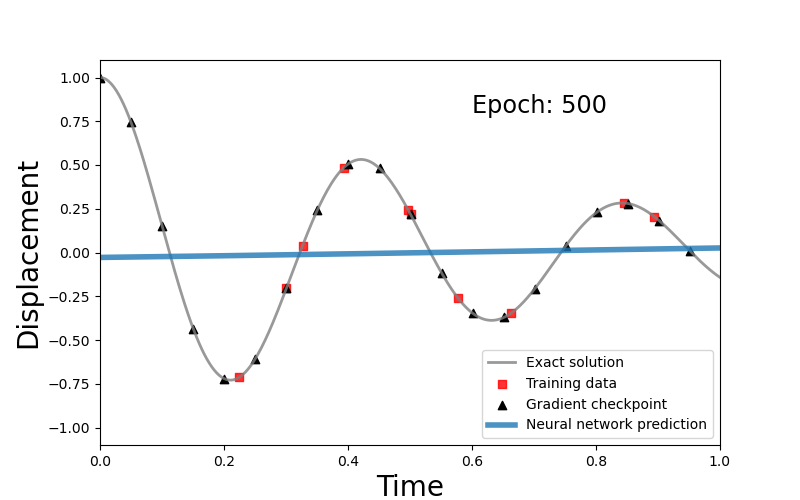 Epoch: 500
Displacement
1.00
0.75
0.50
0.25
0.00
−0.25
−0.50
−0.75
−1.00
Exact solution
Training data
Gradient checkpoint
Neural network prediction
0.0 0.2 0.4 0.6 0.8 1.0
Time